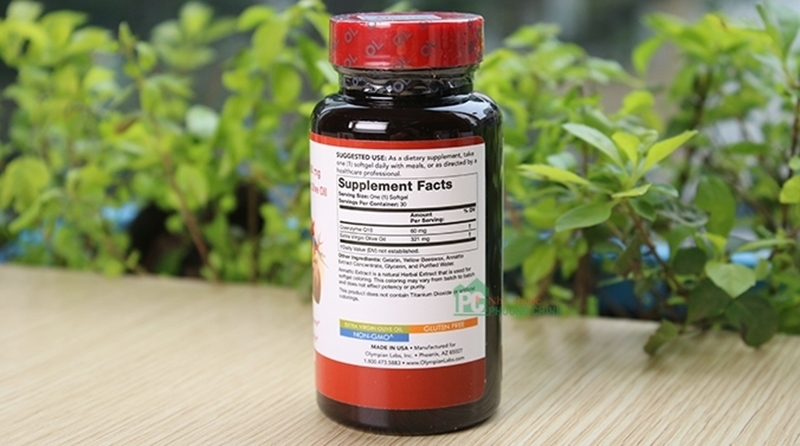 mg
Olive Oil
SUGGESTED USE: As a dietary supplement, take
one (1) softgel daily with meals, or as directed by a
healthcare professional.
Supplement Facts
Serving Size: One (1) Softgel
Servings Per Container: 30
Amount
Per Serving:
% DV
Coenzyme Q10 60 mg †
Extra Virgin Olive Oil 321 mg †
†Daily Value (DV) not established.
Other Ingredients: Gelatin, Yellow Beeswax, Annatto
Extract Concentrate, Glycerin, and Purified Water.
Annatto Extract is a natural Herbal Extract that is used for
softgel coloring. This coloring may vary from batch to batch
and does not affect potency or purity.
This product does not contain Titanium Dioxide or artificial
colorings.
EXTRA VIRGIN OLIVE OIL
GLUTEN FREE
NON-GMO^
MADE IN USA • Manufactured for
Olympian Labs, Inc. • Phoenix, AZ 85021
1.800.473.5883 • www.OlympianLabs.com
PC